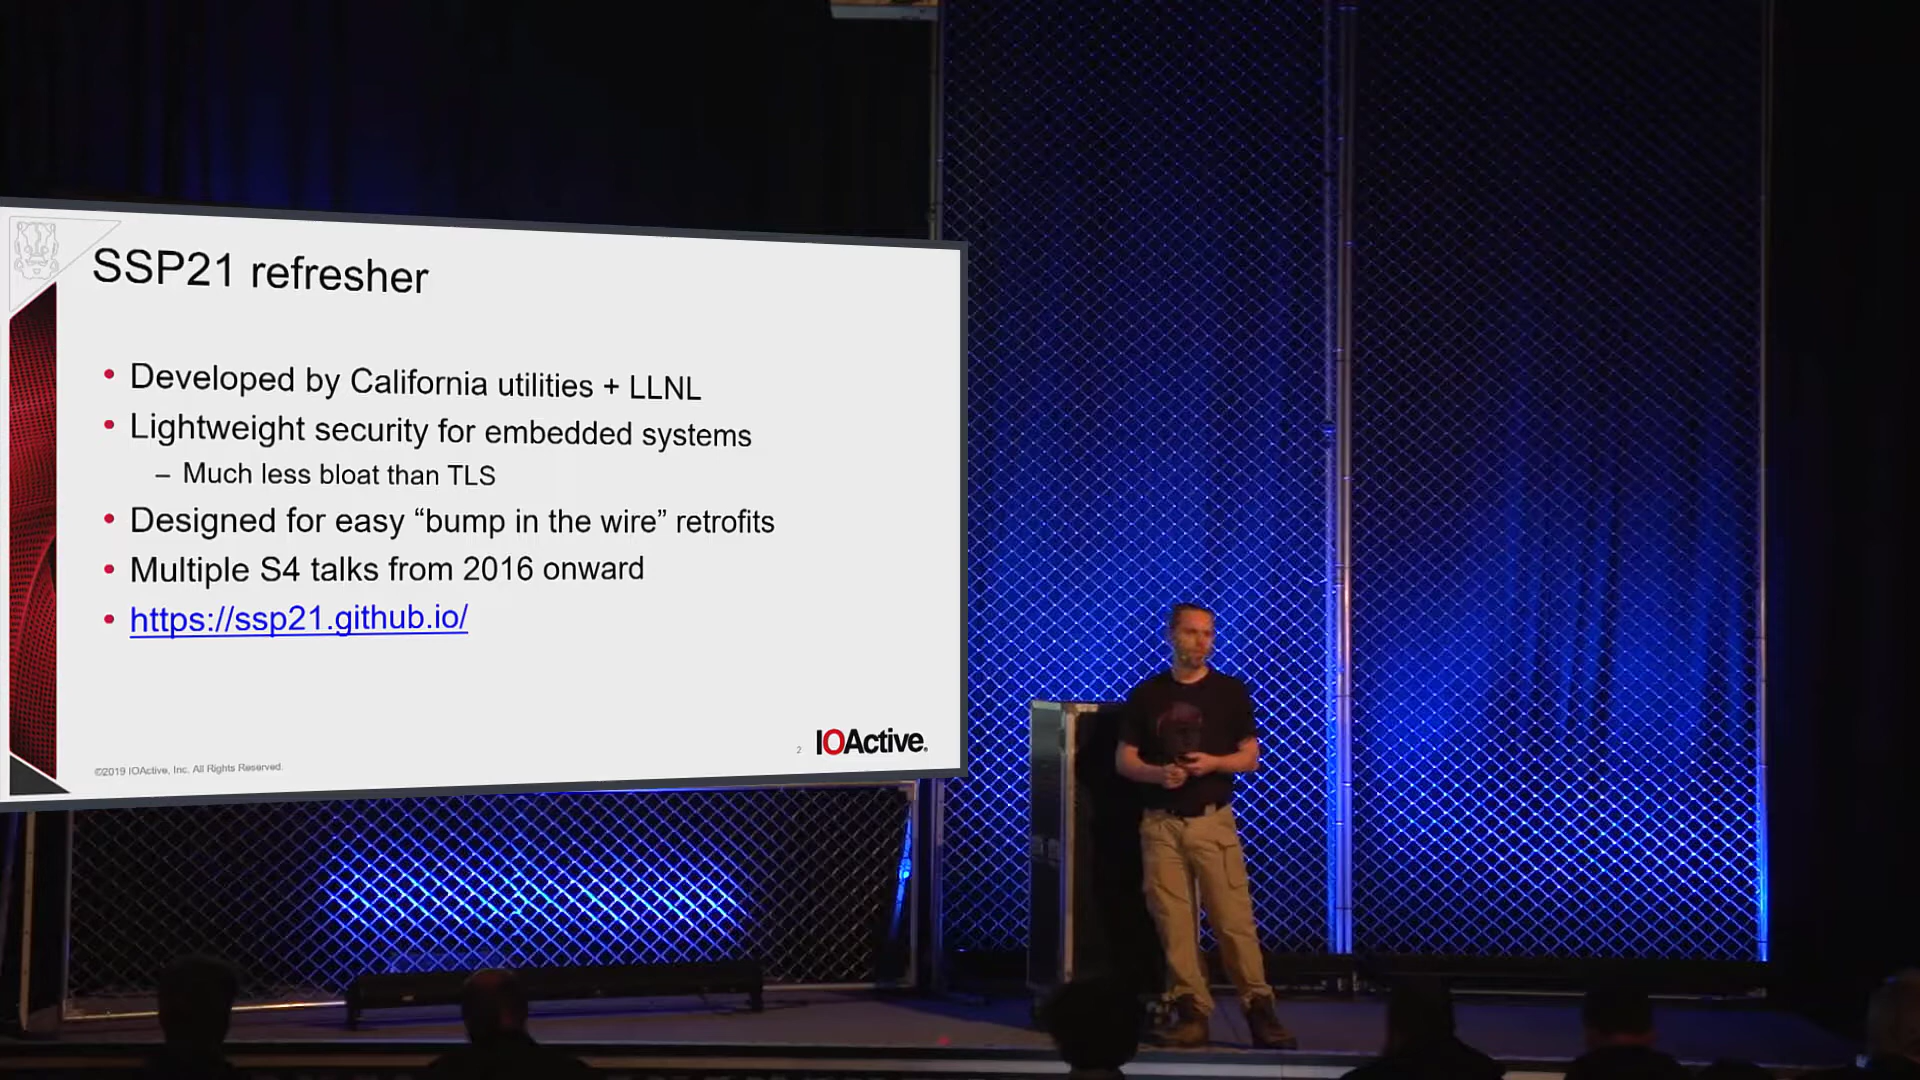 SSP21 refresher
• Developed by California utilities + LLNL
• Lightweight security for embedded systems
– Much less bloat than TLS
• Designed for easy “bump in the wire” retrofits
• Multiple S4 talks from 2016 onward
• https://ssp21.github.io/
2 IOActive.
©2019 IOActive, Inc. All Rights Reserved.